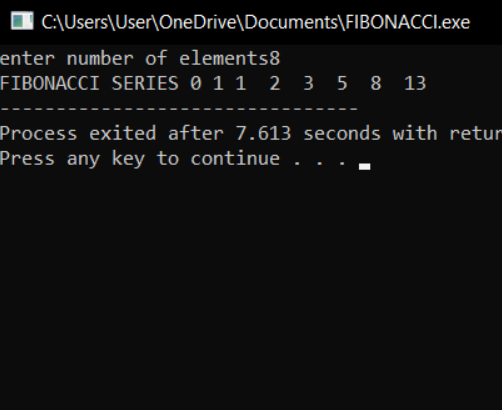 C:\Users\User\OneDrive\Documents\FIBONACCI.exe
enter number of elements8
FIBONACCI SERIES 0 1 1  2  3  5  8  13
--------------------------------
Process exited after 7.613 seconds with retur
Press any key to continue . . .